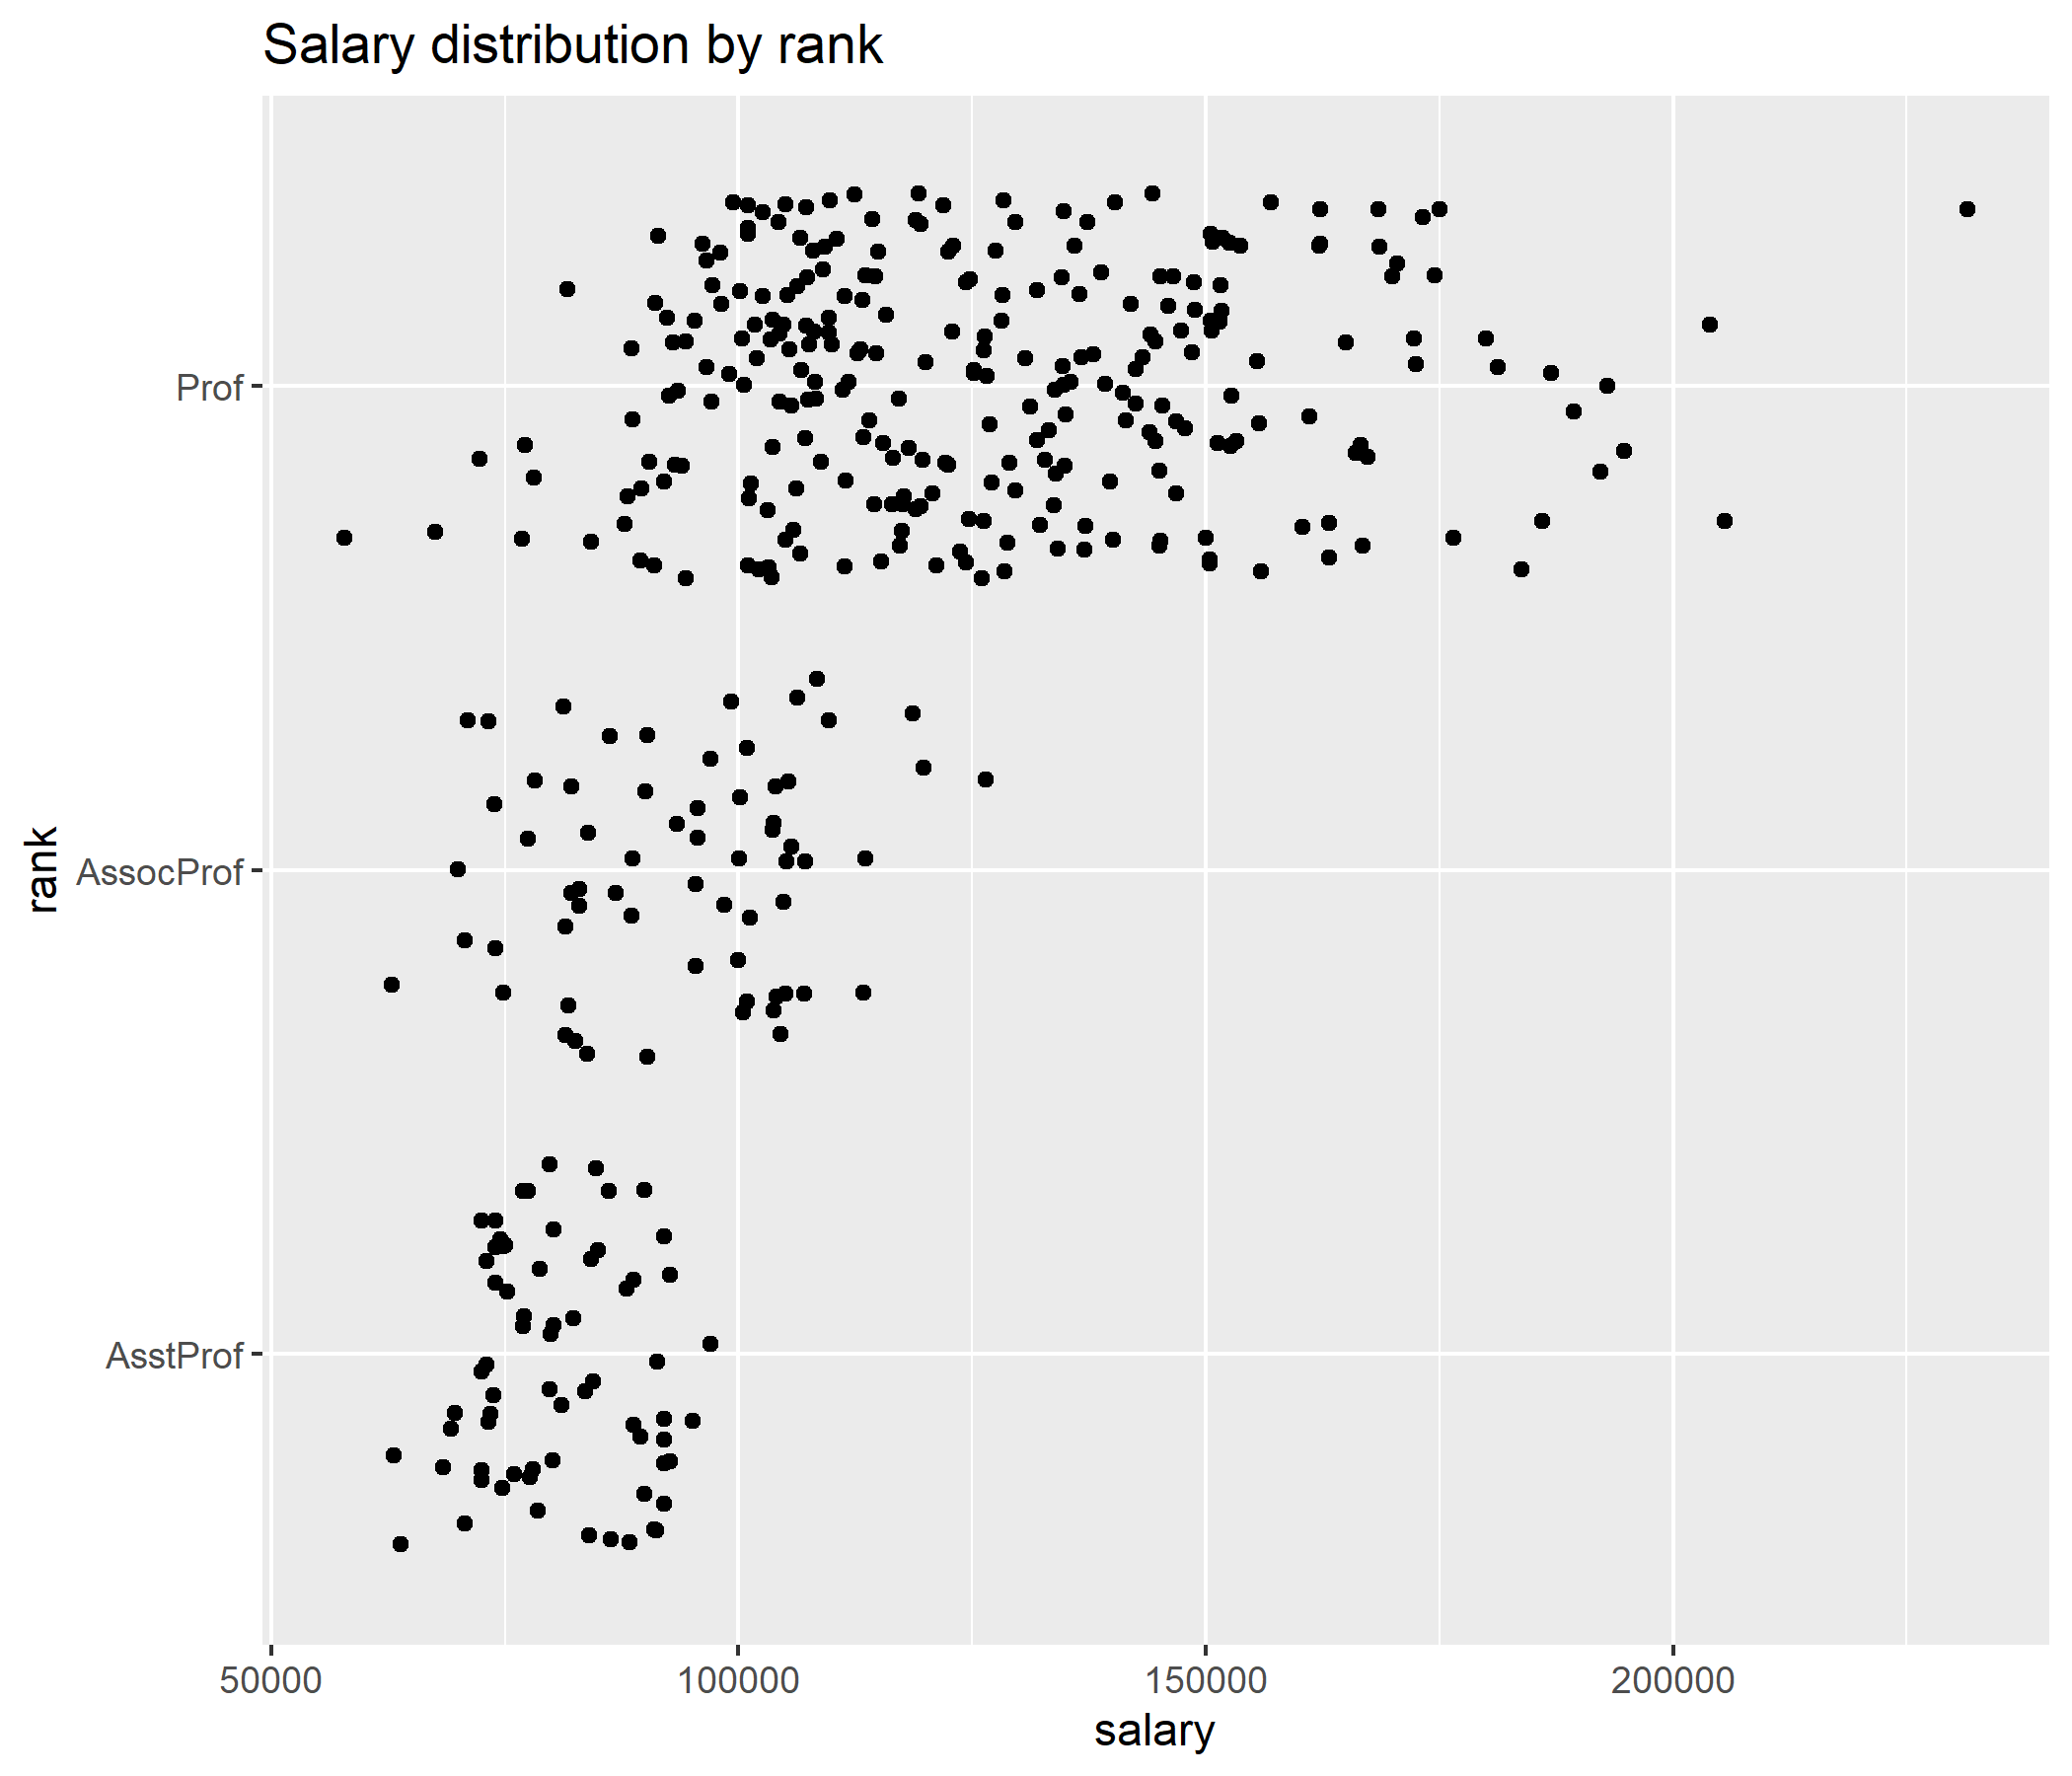 Salary distribution by rank
rank
Prof
AssocProf
AsstProf
50000 100000 150000 200000
salary